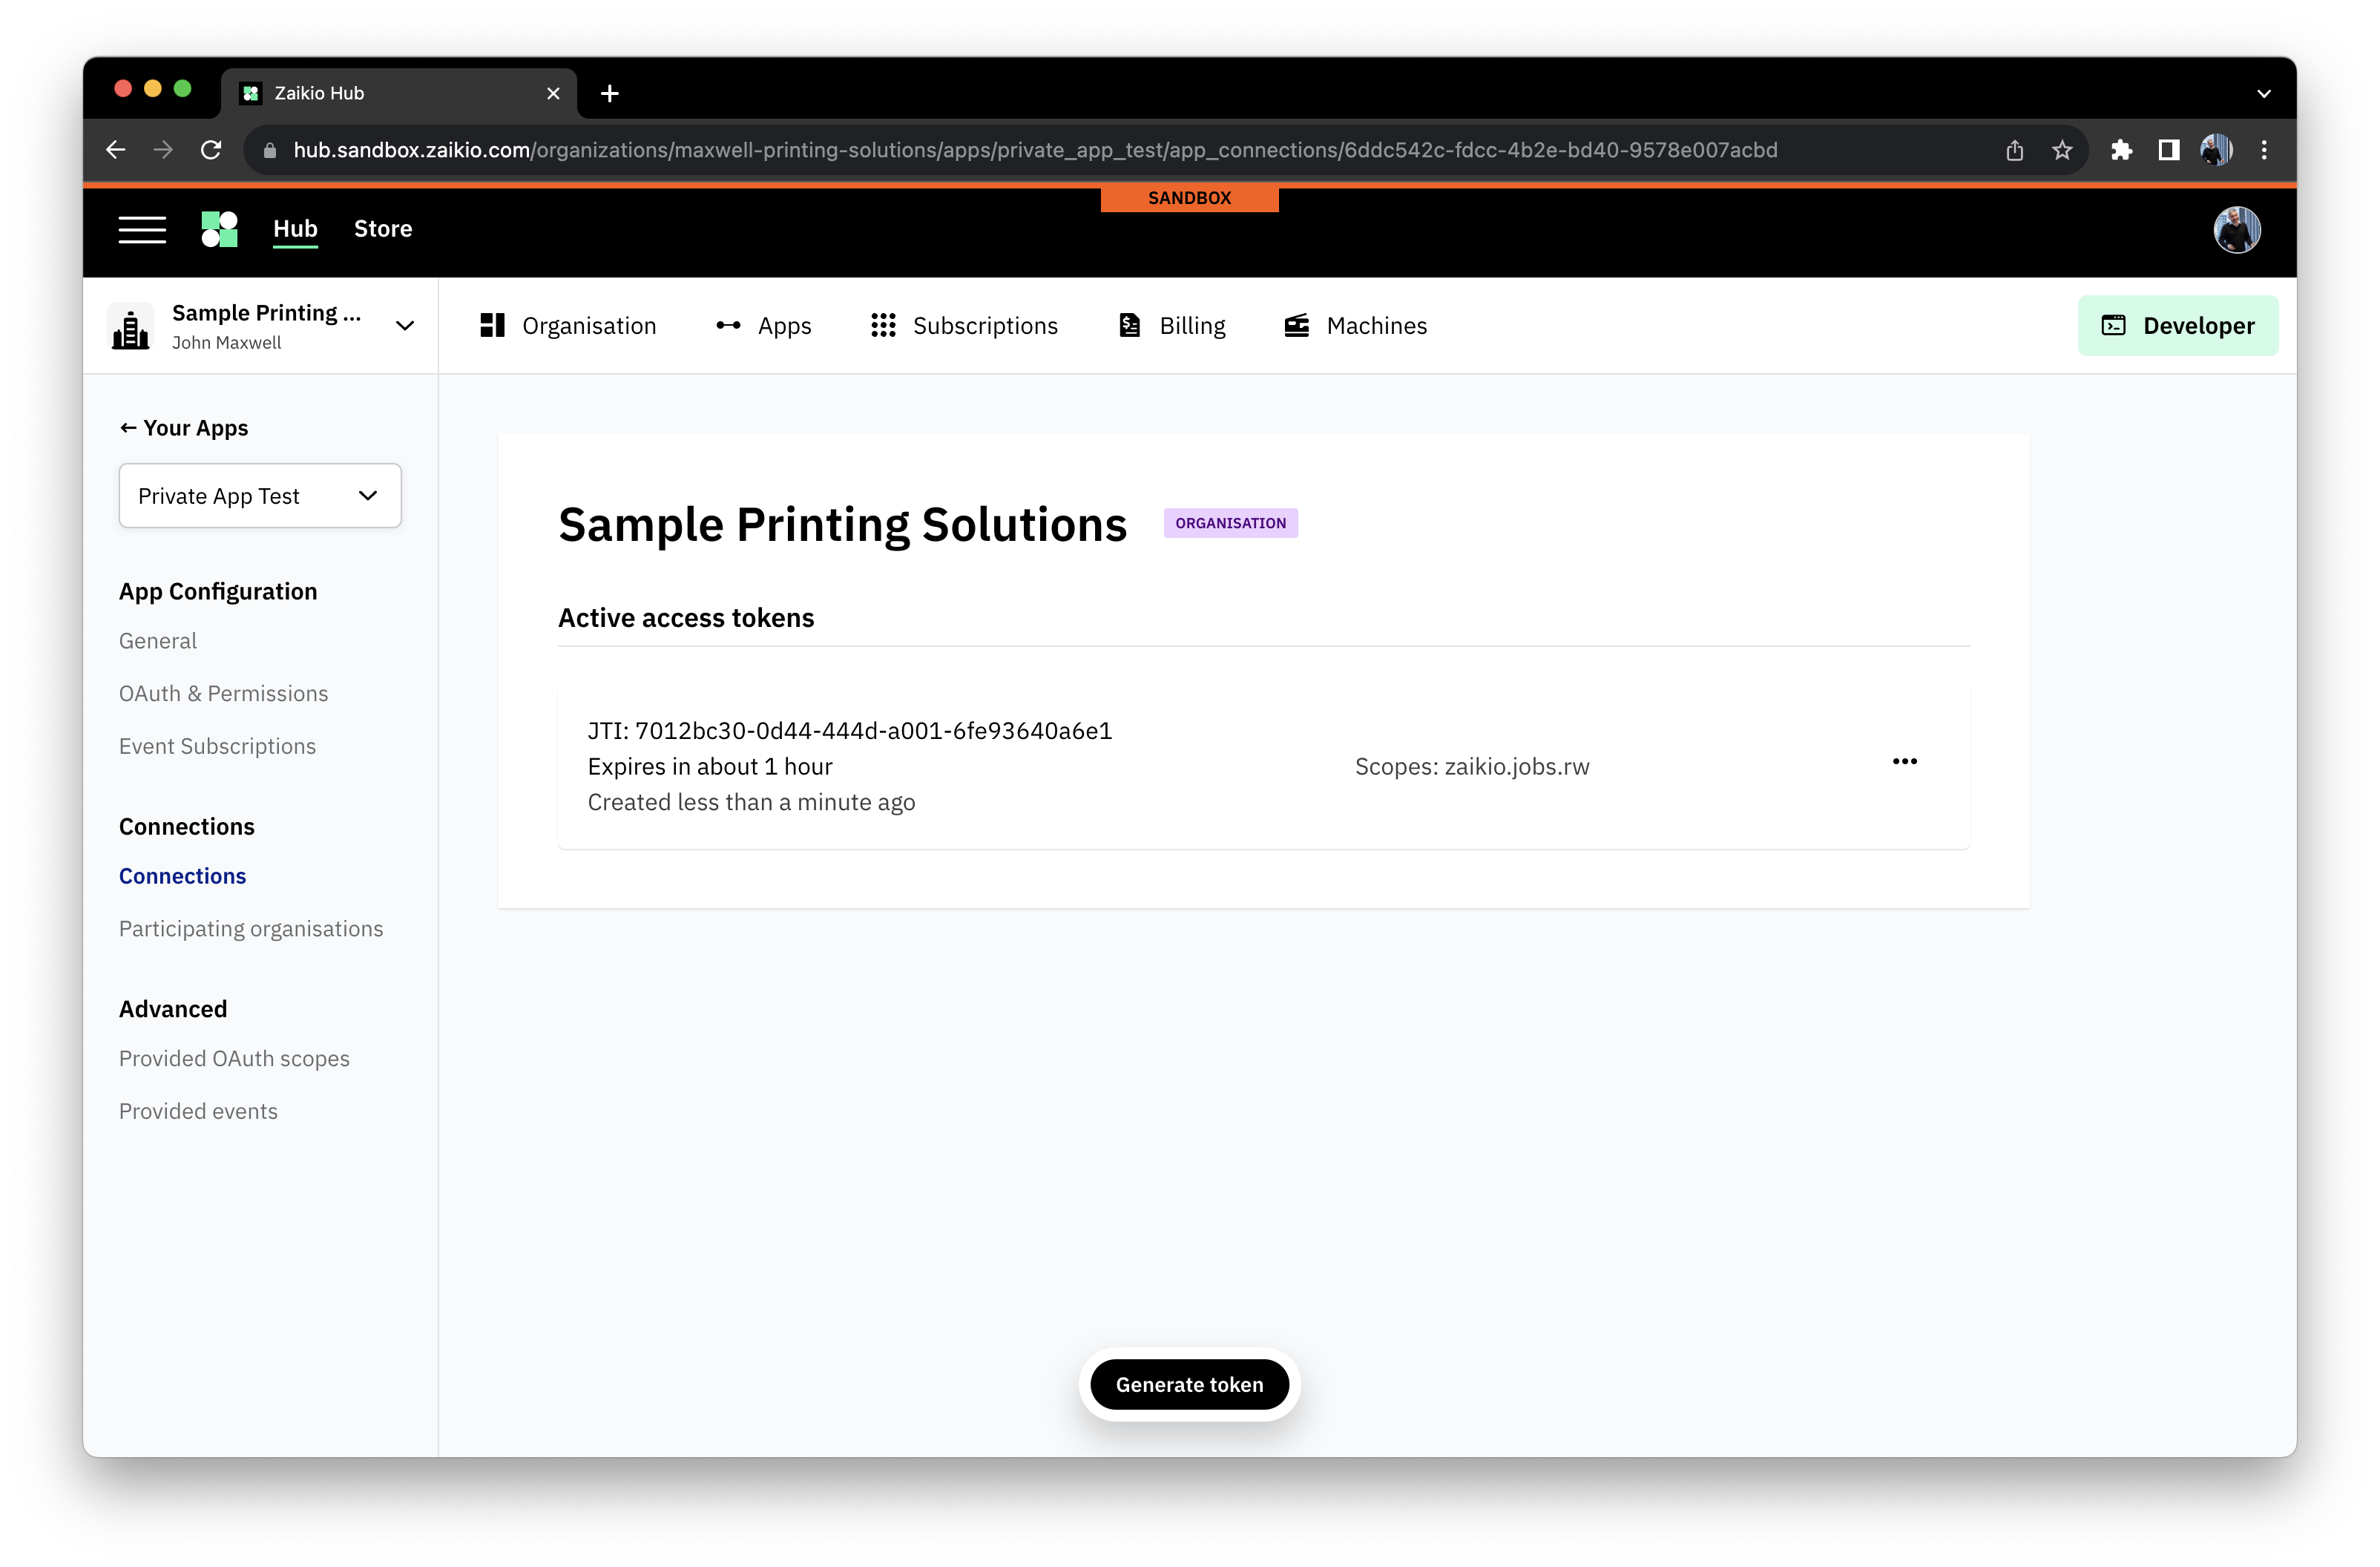 Zaikio Hub
hub.sandbox.zaikio.com/organizations/maxwell-printing-solutions/apps/private_app_test/app_connections/6ddc542c-fdcc-4b2e-bd40-9578e007acbd
SANDBOX
Hub Store
Sample Printing ...
John Maxwell
Organisation Apps Subscriptions Billing Machines Developer
← Your Apps
Private App Test
App Configuration
General
OAuth & Permissions
Event Subscriptions
Connections
Connections
Participating organisations
Advanced
Provided OAuth scopes
Provided events
Sample Printing Solutions ORGANISATION
Active access tokens
JTI: 7012bc30-0d44-444d-a001-6fe93640a6e1
Expires in about 1 hour
Created less than a minute ago
Scopes: zaikio.jobs.rw
Generate token